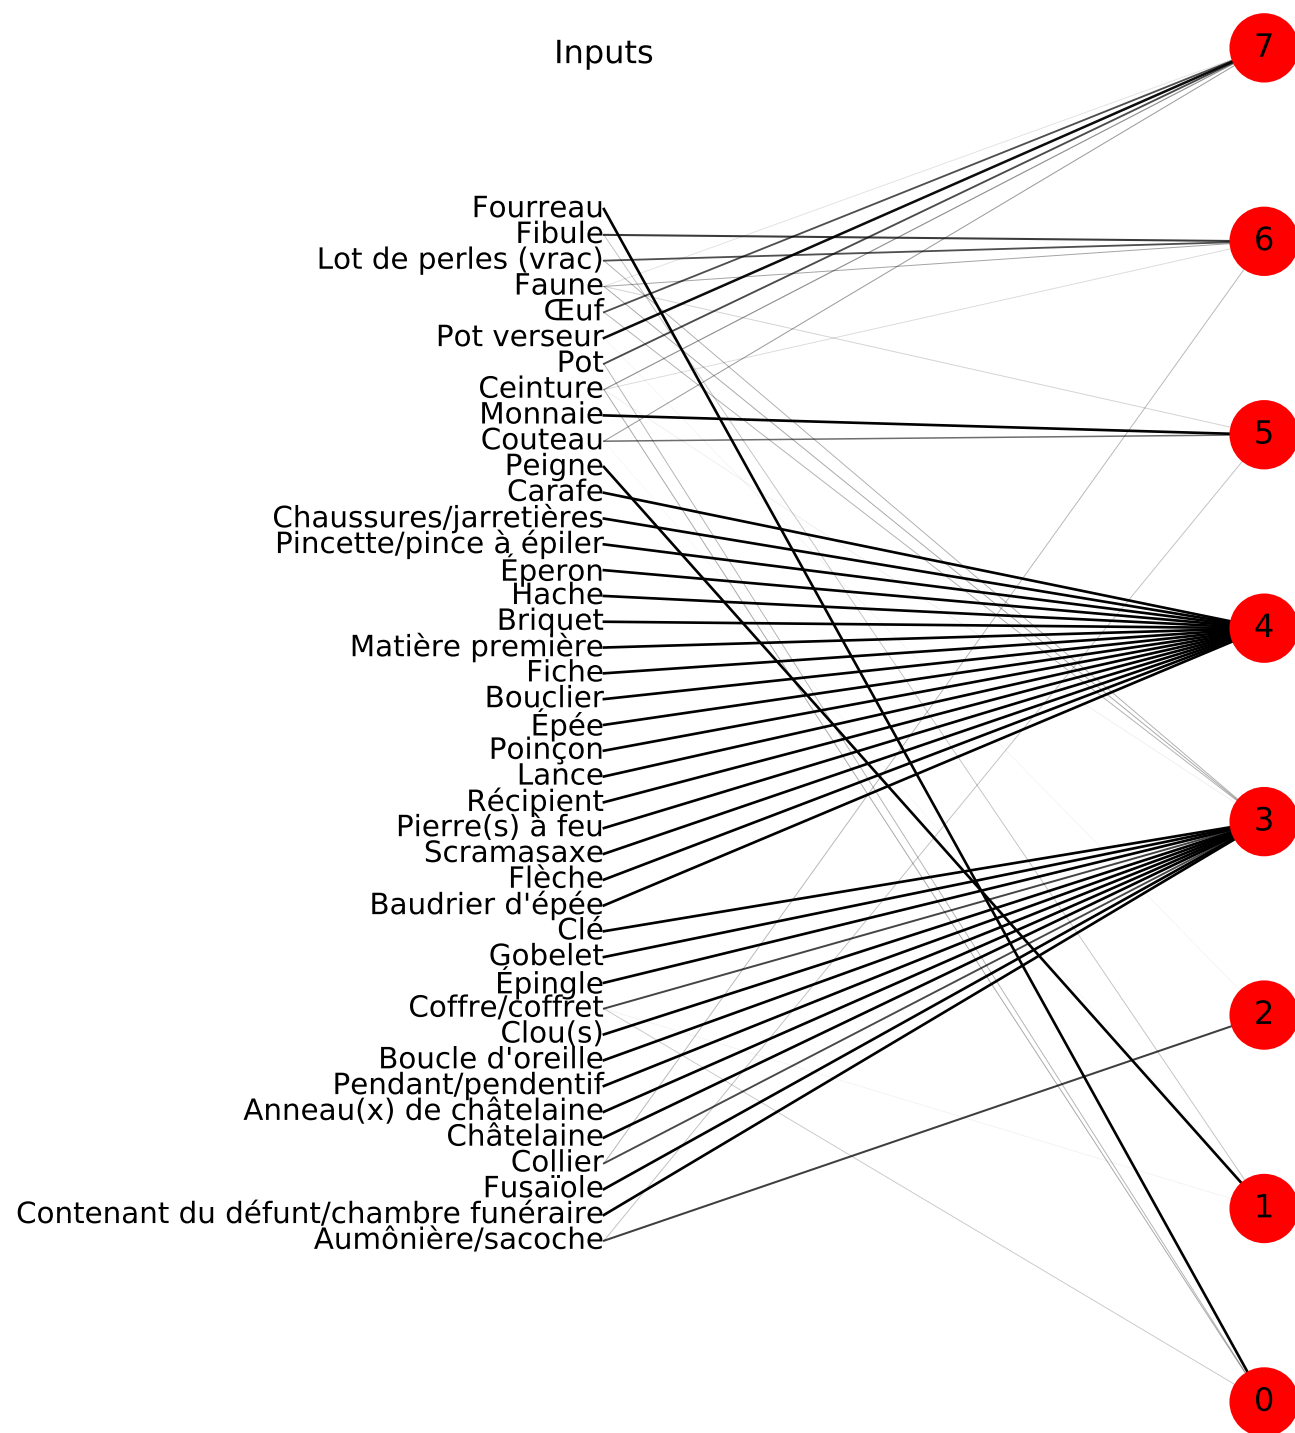 Inputs
7
Fourreau
Fibule
6
Lot de perles (vrac)
Faune
Œuf
Pot verseur
Pot
Ceinture
Monnaie
5
Couteau
Peigne
Carafe
Chaussures/jarretières
Pincette/pince à épiler
Éperon
Hache
Briquet
4
Matière première
Fiche
Bouclier
Épée
Poinçon
Lance
Récipient
3
Pierre(s) à feu
Scramasaxe
Flèche
Baudrier d'épée
Clé
Gobelet
Épingle
Coffre/coffret
2
Clou(s)
Boucle d'oreille
Pendant/pendentif
Anneau(x) de châtelaine
Châtelaine
Collier
Fusaïole
1
Contenant du défunt/chambre funéraire
Aumônière/sacoche
0